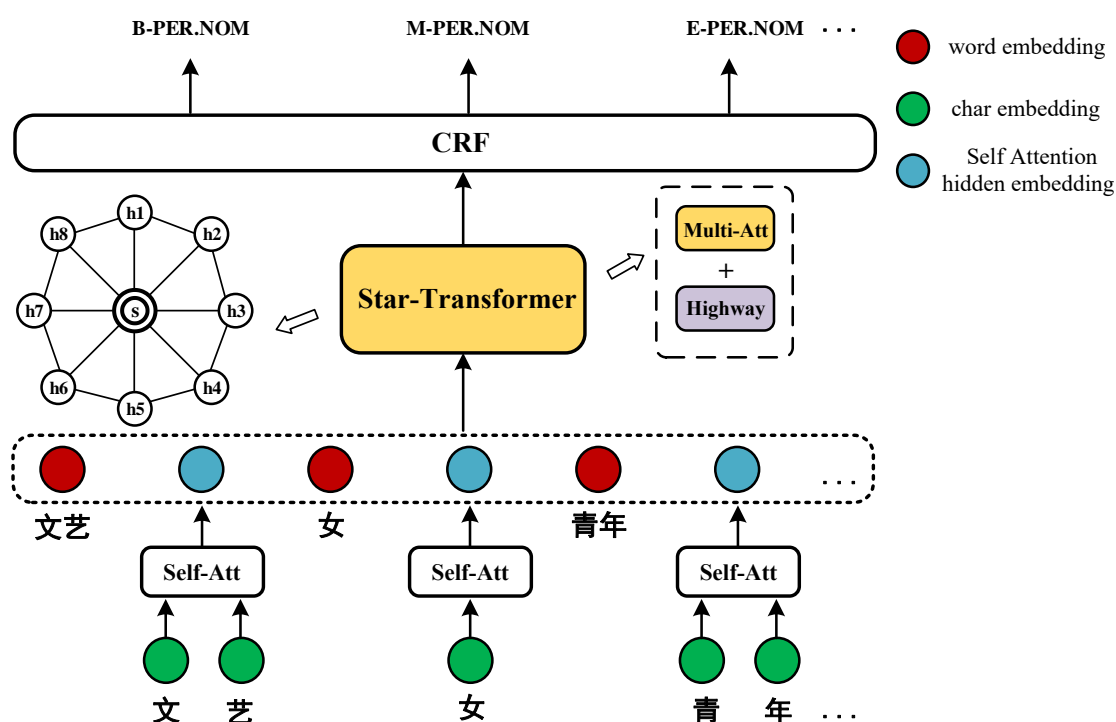 B-PER.NOM M-PER.NOM E-PER.NOM ...
word embedding
char embedding
Self Attention
hidden embedding
CRF
h1
h2
h3
h4
h5
h6
h7
h8
s
Star-Transformer
Multi-Att
+
Highway
...
文艺 女 青年
Self-Att Self-Att Self-Att
文 艺 女 青 年 ...